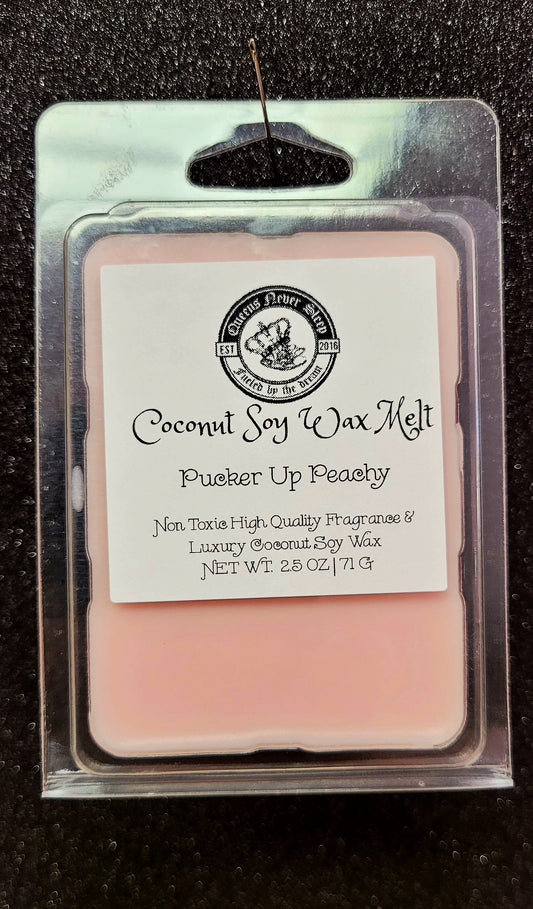 Queens Never Sleep
EST 2016
Fueled by the dream
Coconut Soy Wax Melt
Pucker Up Peachy
Non Toxic High Quality Fragrance &
Luxury Coconut Soy Wax
NET WT. 2.5 OZ | 71 G